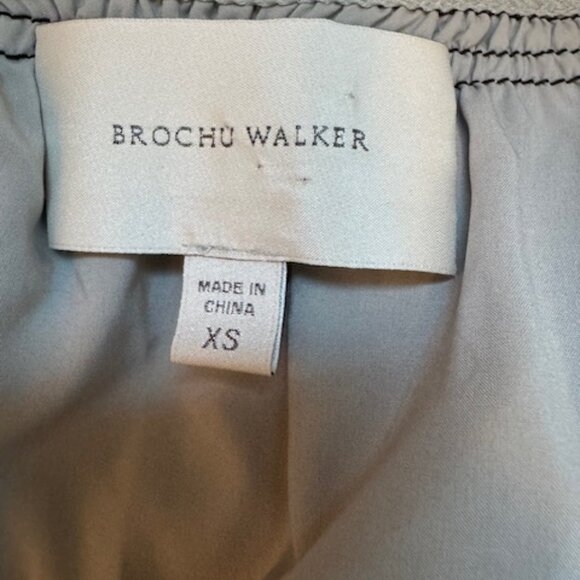 BROCHU WALKER
MADE IN
CHINA
XS